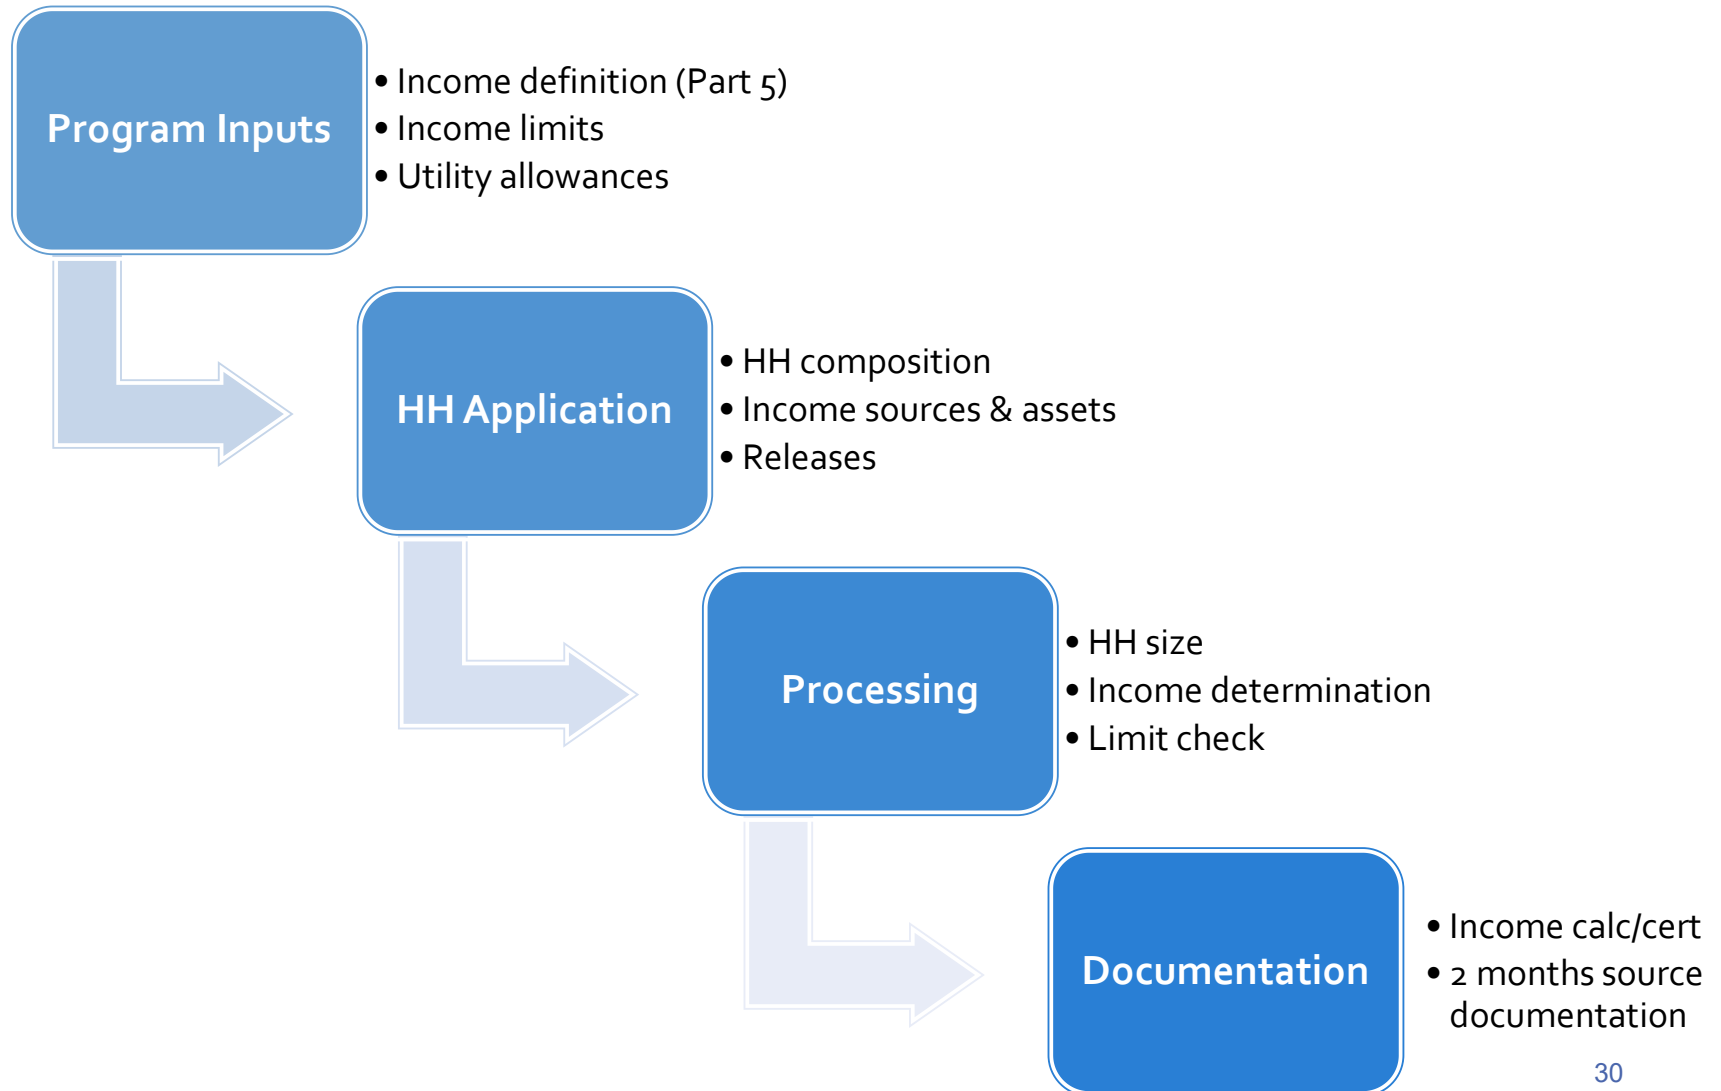 Program Inputs
• Income definition (Part 5)
• Income limits
• Utility allowances
HH Application
• HH composition
• Income sources & assets
• Releases
Processing
• HH size
• Income determination
• Limit check
Documentation
• Income calc/cert
• 2 months source
documentation
30